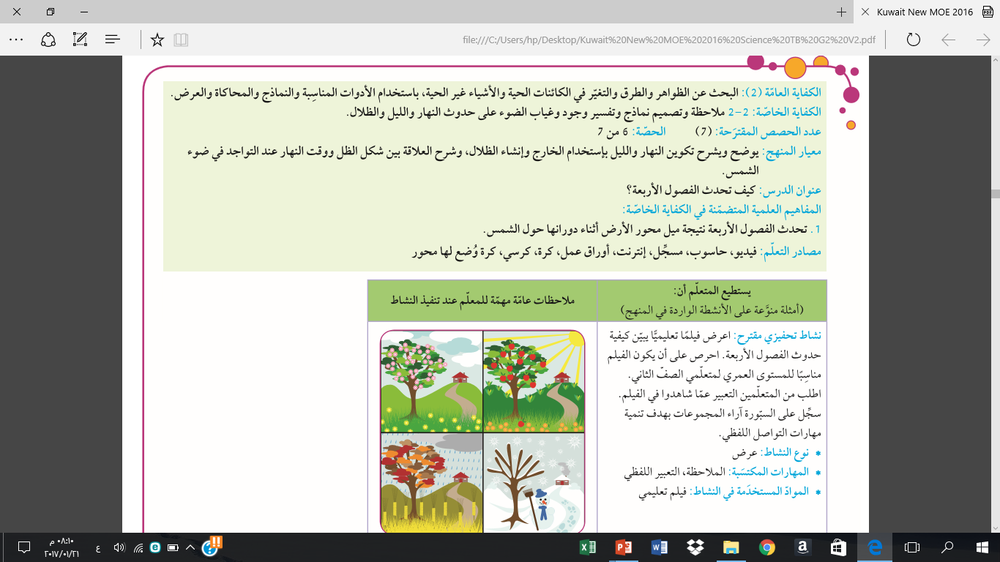 Kuwait New MOE 2016
file:///C:/Users/hp/Desktop/Kuwait%20New%20MOE%202016%20Science%20TB%20G2%20V2.pdf
الكفاية العامّة (2): البحث عن الظواهر والطرق والتغيّر في الكائنات الحية والأشياء غير الحية، باستخدام الأدوات المناسِبة والنماذج والمحاكاة والعرض.
الكفاية الخاصّة: 2-2 ملاحظة وتصميم نماذج وتفسير وجود وغياب الضوء على حدوث النهار والليل والظلال.
عدد الحصص المقترَحة: (7) الحصّة: 6 من 7
معيار المنهج: يوضح ويشرح تكوين النهار والليل بإستخدام الخارج وإنشاء الظلال، وشرح العلاقة بين شكل الظل ووقت النهار عند التواجد في ضوء
الشمس.
عنوان الدرس: كيف تحدث الفصول الأربعة؟
المفاهيم العلمية المتضمّنة في الكفاية الخاصّة:
1. تحدث الفصول الأربعة نتيجة ميل محور الأرض أثناء دورانها حول الشمس.
مصادر التعلّم: فيديو، حاسوب، مسجِّل، إنترنت، أوراق عمل، كرة، كرسي، كرة وُضع لها محور
يستطيع المتعلّم أن:
(أمثلة منوَّعة على الأنشطة الواردة في المنهج)
ملاحظات عامّة مهمّة للمعلّم عند تنفيذ النشاط
نشاط تحفيزي مقترح: اعرض فيلمًا تعليميًّا يبيّن كيفية
حدوث الفصول الأربعة. احرص على أن يكون الفيلم
مناسِبًا للمستوى العمري لمتعلّمي الصفّ الثاني.
اطلب من المتعلّمين التعبير عمّا شاهدوا في الفيلم.
سجِّل على السبّورة آراء المجموعات بهدف تنمية
مهارات التواصل اللفظي.
* نوع النشاط: عرض
* المهارات المكتسَبة: الملاحظة، التعبير اللفظي
* الموادّ المستخدَمة في النشاط: فيلم تعليمي
ع
٠٨:١٠ م
٢٠١٧/٠١/٢١